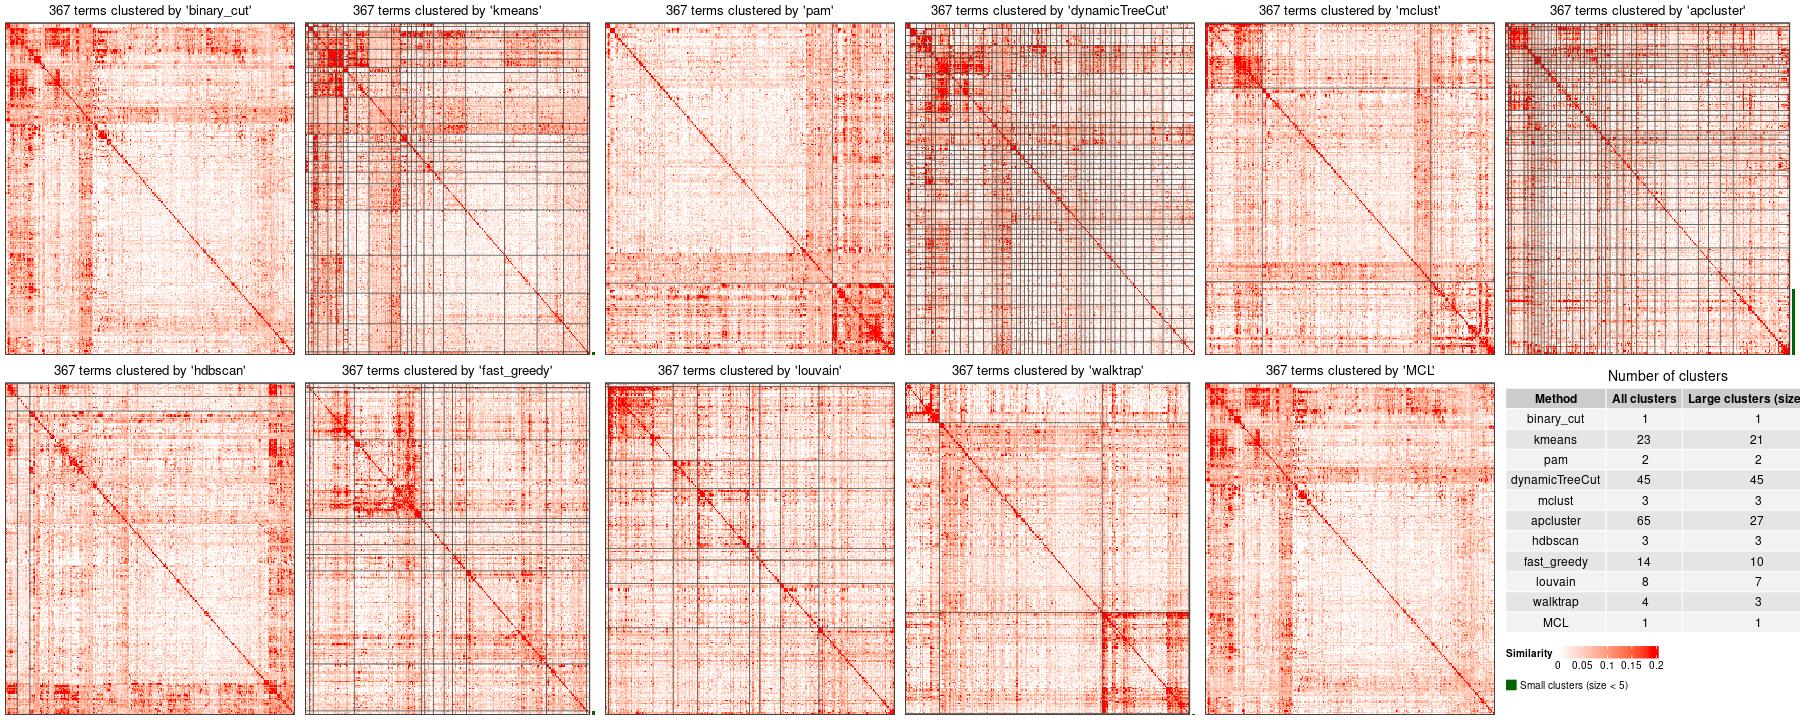 367 terms clustered by 'binary_cut'
367 terms clustered by 'kmeans'
367 terms clustered by 'pam'
367 terms clustered by 'dynamicTreeCut'
367 terms clustered by 'mclust'
367 terms clustered by 'apcluster'
367 terms clustered by 'hdbscan'
367 terms clustered by 'fast_greedy'
367 terms clustered by 'louvain'
367 terms clustered by 'walktrap'
367 terms clustered by 'MCL'
Number of clusters
Method All clusters Large clusters (size
binary_cut 1 1
kmeans 23 21
pam 2 2
dynamicTreeCut 45 45
mclust 3 3
apcluster 65 27
hdbscan 3 3
fast_greedy 14 10
louvain 8 7
walktrap 4 3
MCL 1 1
Similarity
0 0.05 0.1 0.15 0.2
Small clusters (size < 5)